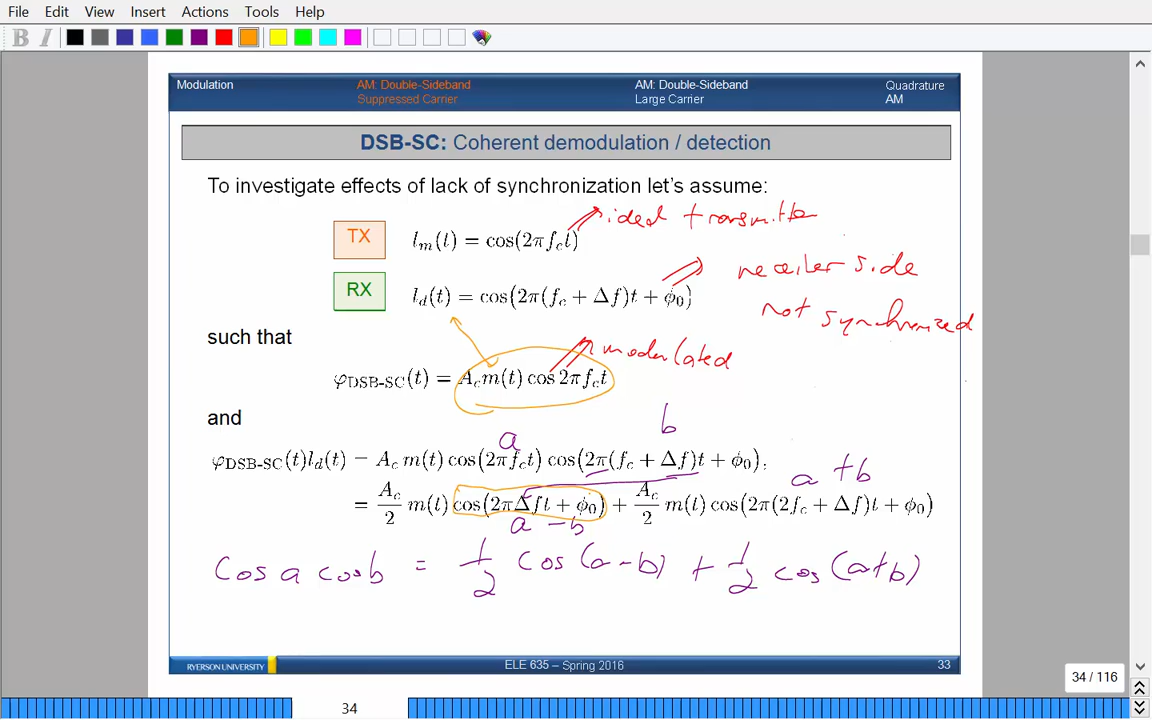 File Edit View Insert Actions Tools Help
B I
Modulation
AM: Double-Sideband
Suppressed Carrier
AM: Double-Sideband
Large Carrier
Quadrature
AM
DSB-SC: Coherent demodulation / detection
To investigate effects of lack of synchronization let's assume:
ideal transmitter
TX l_m(t) = cos(2πf_ct)
receiler side
RX l_d(t) = cos(2π(f_c + Δf)t + ϕ_0)
not synchronized
such that
modulated
φ_DSB-SC(t) = A_c m(t) cos 2πf_ct
and
a b
φ_DSB-SC(t)l_d(t) = A_c m(t) cos(2πf_ct) cos(2π(f_c + Δf)t + ϕ_0),
a+b
= A_c/2 m(t) cos(2πΔft + ϕ_0) + A_c/2 m(t) cos(2π(2f_c + Δf)t + ϕ_0)
a-b
cos a cos b = 1/2 cos(a-b) + 1/2 cos(a+b)
RYERSON UNIVERSITY
ELE 635 – Spring 2016
33
34 / 116
34